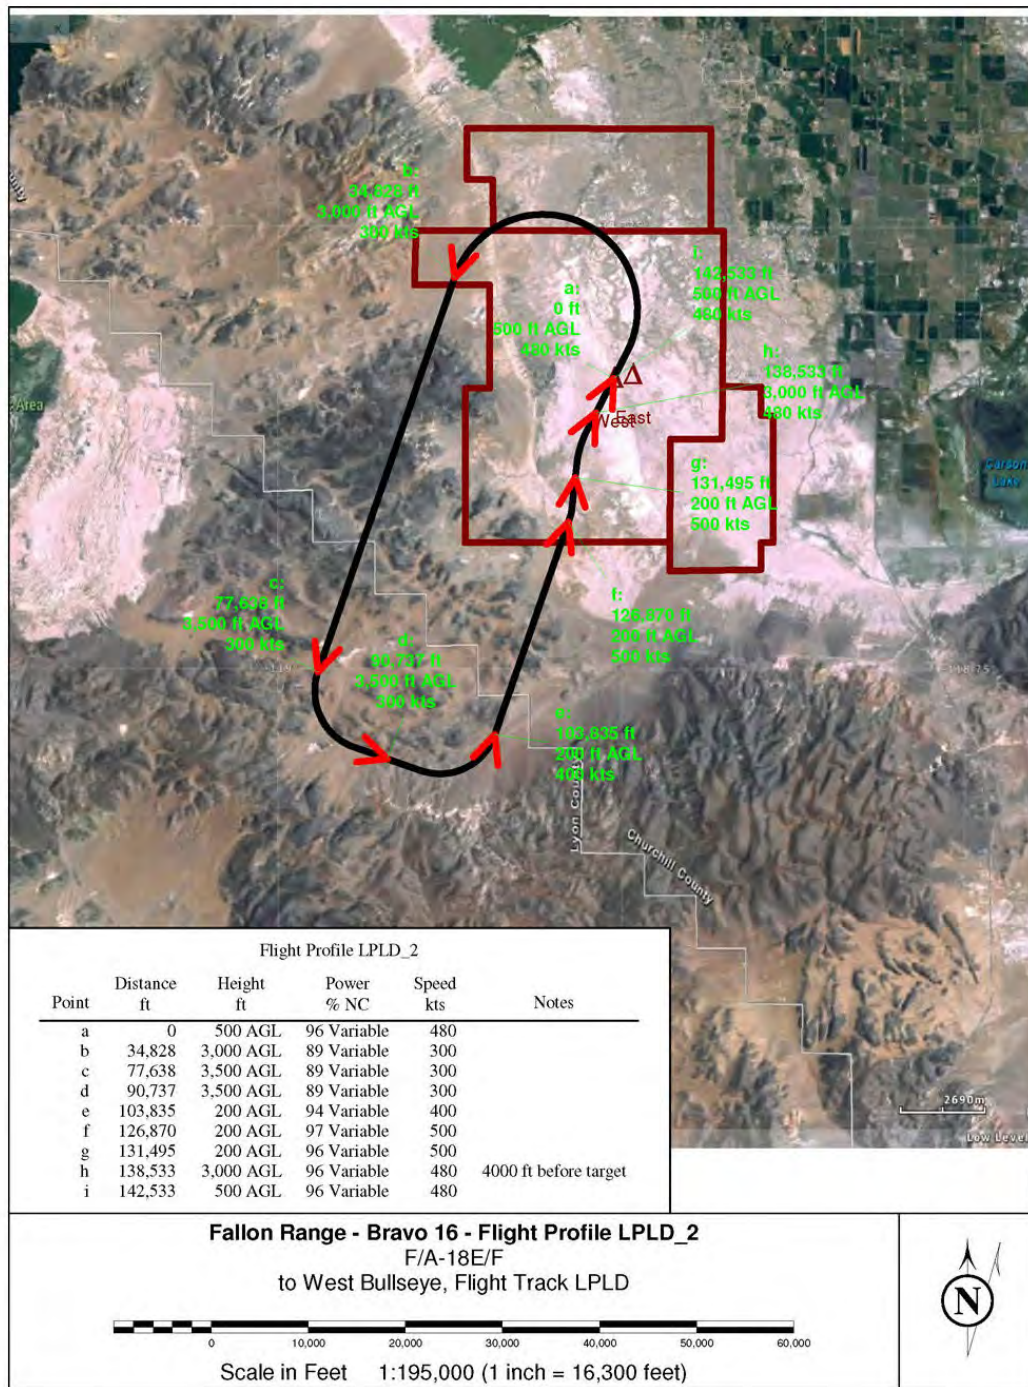 b:
34,828 ft
3,000 ft AGL
300 kts
a:
0 ft
500 ft AGL
480 kts
i:
142,533 ft
500 ft AGL
480 kts
h:
138,533 ft
3,000 ft AGL
480 kts
West
East
Area
Carson
Lake
g:
131,495 ft
200 ft AGL
500 kts
f:
126,870 ft
200 ft AGL
500 kts
c:
77,638 ft
3,500 ft AGL
300 kts
d:
90,737 ft
3,500 ft AGL
300 kts
e:
103,835 ft
200 ft AGL
400 kts
Lyon County
Churchill County
2690m
Low Level
Flight Profile LPLD_2
Point Distance ft Height ft Power % NC Speed kts Notes
a 0 500 AGL 96 Variable 480
b 34,828 3,000 AGL 89 Variable 300
c 77,638 3,500 AGL 89 Variable 300
d 90,737 3,500 AGL 89 Variable 300
e 103,835 200 AGL 94 Variable 400
f 126,870 200 AGL 97 Variable 500
g 131,495 200 AGL 96 Variable 500
h 138,533 3,000 AGL 96 Variable 480 4000 ft before target
i 142,533 500 AGL 96 Variable 480
Fallon Range - Bravo 16 - Flight Profile LPLD_2
F/A-18E/F
to West Bullseye, Flight Track LPLD
0 10,000 20,000 30,000 40,000 50,000 60,000
Scale in Feet 1:195,000 (1 inch = 16,300 feet)
N